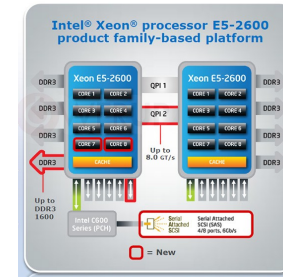 Intel® Xeon® processor E5-2600
product family-based platform
Xeon E5-2600
CORE 1 CORE 2
CORE 3 CORE 4
CORE 5 CORE 6
CORE 7 CORE 8
CACHE
DDR3
DDR3
DDR3
DDR3
QPI 1
QPI 2
Up to
8.0 GT/s
Xeon E5-2600
CORE 1 CORE 2
CORE 3 CORE 4
CORE 5 CORE 6
CORE 7 CORE 8
CACHE
DDR3
DDR3
DDR3
DDR3
Up to
DDR3
1600
Intel C600
Series (PCH)
Serial
Attached
SCSI
Serial Attached
SCSI (SAS)
4/8 ports, 6Gb/s
= New